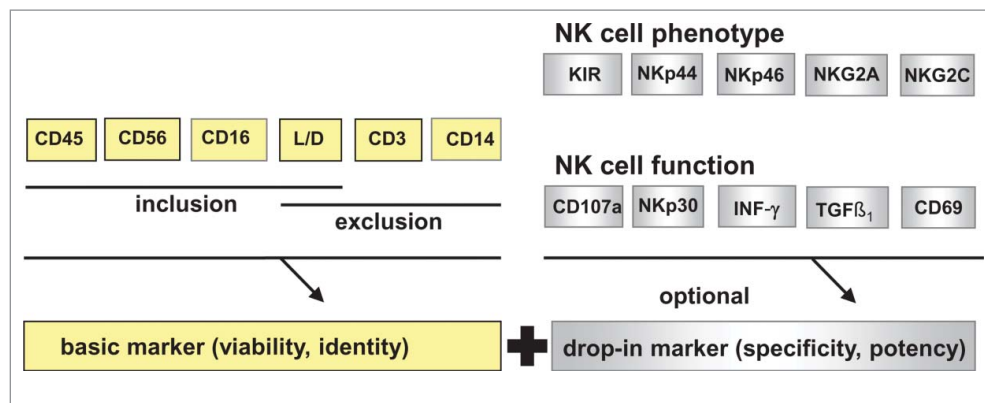 NK cell phenotype
KIR NKp44 NKp46 NKG2A NKG2C
CD45 CD56 CD16 L/D CD3 CD14
NK cell function
inclusion
exclusion
CD107a NKp30 INF-γ TGFß₁ CD69
optional
basic marker (viability, identity)
drop-in marker (specificity, potency)